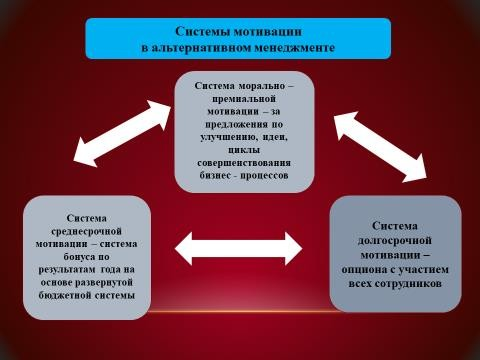 Системы мотивации
в альтернативном менеджменте
Система морально –
премиальной
мотивации – за
предложения по
улучшению, идеи,
циклы
совершенствования
бизнес - процессов
Система
среднесрочной
мотивации – система
бонуса по
результатам года на
основе развернутой
бюджетной системы
Система
долгосрочной
мотивации –
опциона с участием
всех сотрудников